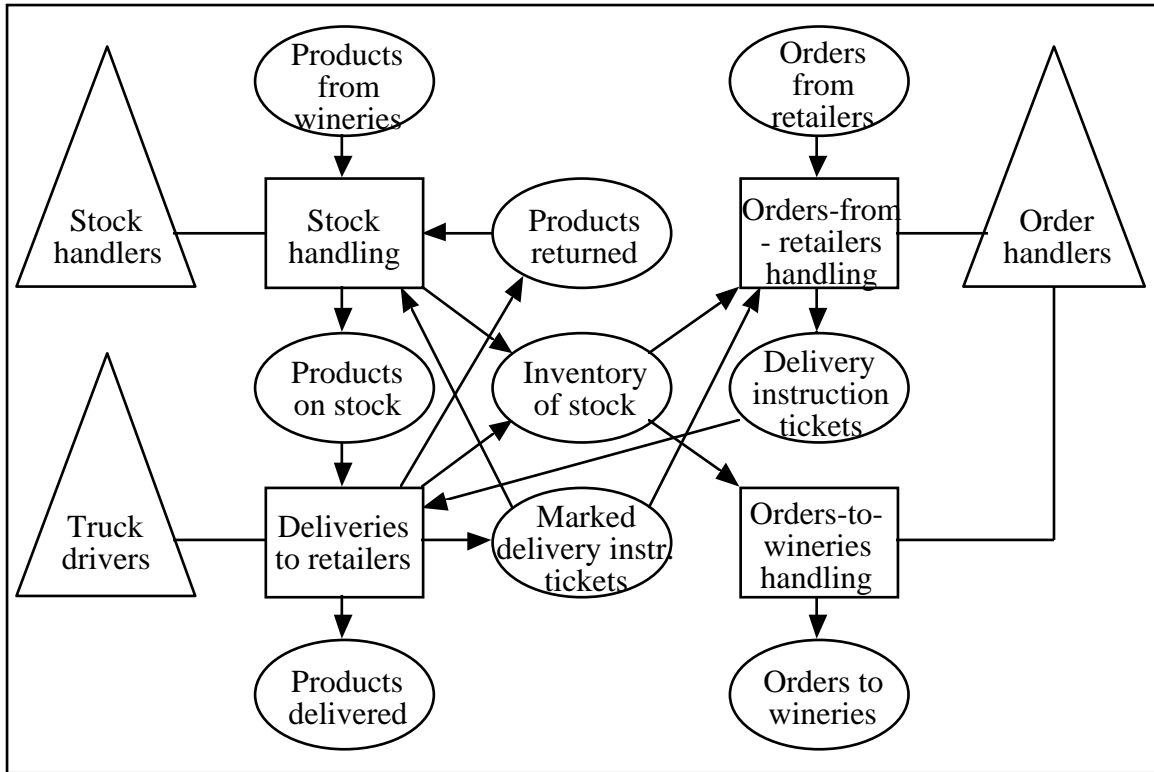 Products
from
wineries
Orders
from
retailers
Stock
handlers
Stock
handling
Products
returned
Orders-from
- retailers
handling
Order
handlers
Products
on stock
Inventory
of stock
Delivery
instruction
tickets
Truck
drivers
Deliveries
to retailers
Marked
delivery instr.
tickets
Orders-to-
wineries
handling
Products
delivered
Orders to
wineries